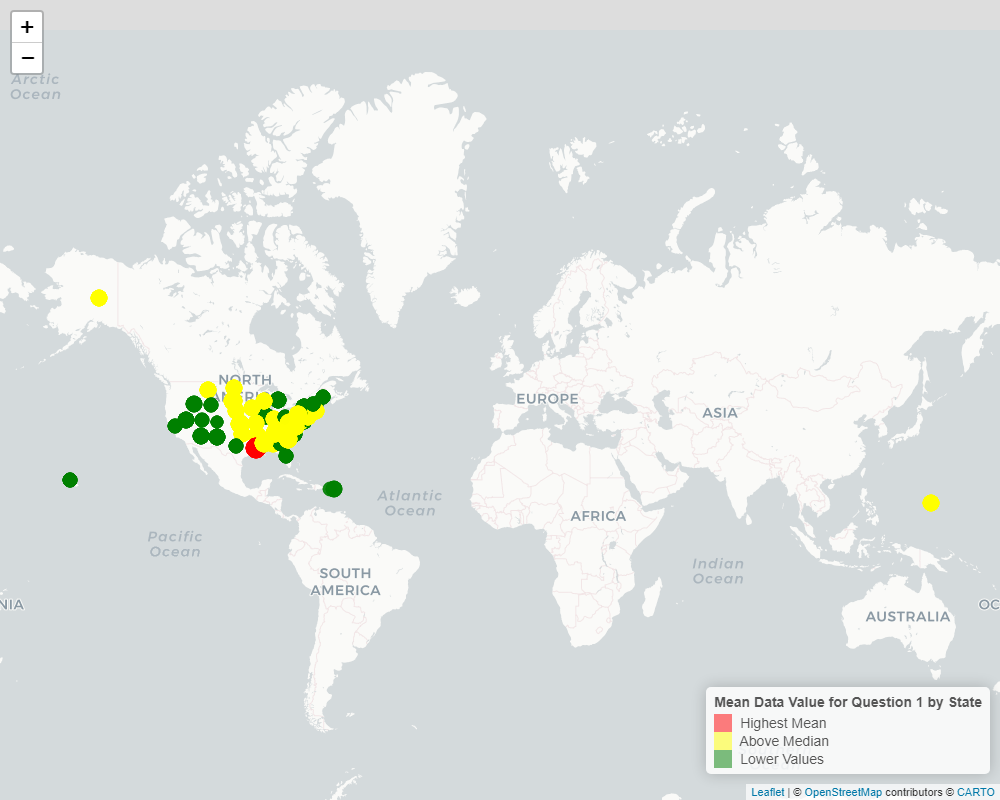 +
−
Arctic
Ocean
NORTH
AMERICA
EUROPE
ASIA
Atlantic
Ocean
AFRICA
Pacific
Ocean
Indian
Ocean
SOUTH
AMERICA
NIA
AUSTRALIA
OC
Mean Data Value for Question 1 by State
Highest Mean
Above Median
Lower Values
Leaflet | © OpenStreetMap contributors © CARTO